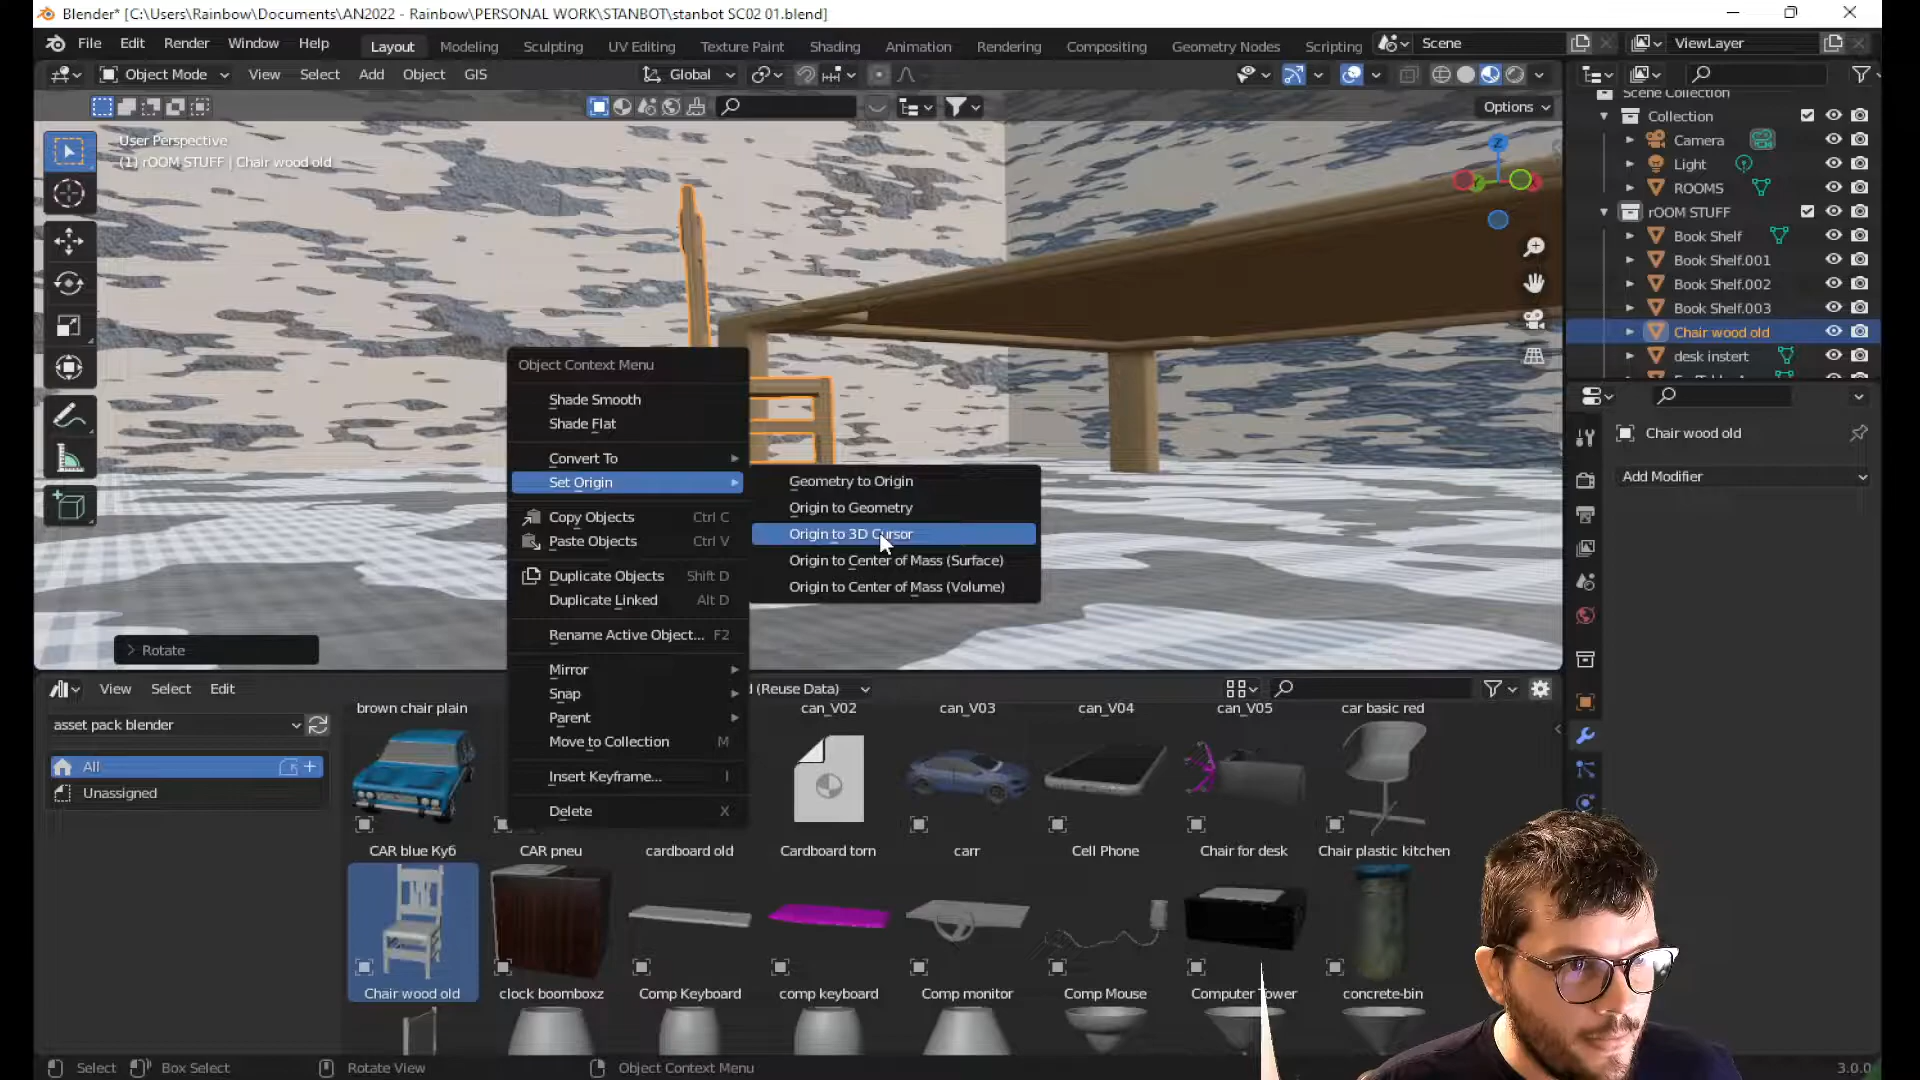 Blender* [C:\Users\Rainbow\Documents\AN2022 - Rainbow\PERSONAL WORK\STANBOT\stanbot SC02 01.blend]
File Edit Render Window Help
Layout Modeling Sculpting UV Editing Texture Paint Shading Animation Rendering Compositing Geometry Nodes Scripting
Scene
ViewLayer
Object Mode View Select Add Object GIS
Global
Options
User Perspective
(1) rOOM STUFF | Chair wood old
Z
Scene Collection
Collection
Camera
Light
ROOMS
rOOM STUFF
Book Shelf
Book Shelf.001
Book Shelf.002
Book Shelf.003
Chair wood old
desk instert
Chair wood old
Add Modifier
Object Context Menu
Shade Smooth
Shade Flat
Convert To
Set Origin
Copy Objects Ctrl C
Paste Objects Ctrl V
Duplicate Objects Shift D
Duplicate Linked Alt D
Rename Active Object... F2
Mirror
Snap
Parent
Move to Collection M
Insert Keyframe... I
Delete X
Geometry to Origin
Origin to Geometry
Origin to 3D Cursor
Origin to Center of Mass (Surface)
Origin to Center of Mass (Volume)
Rotate
View Select Edit
(Reuse Data)
asset pack blender
All
Unassigned
brown chair plain can_V02 can_V03 can_V04 can_V05 car basic red
CAR blue Куб CAR pneu cardboard old Cardboard torn carr Cell Phone Chair for desk Chair plastic kitchen
Chair wood old clock boomboxz Comp Keyboard comp keyboard Comp monitor Comp Mouse Computer Tower concrete-bin
Select Box Select Rotate View Object Context Menu
3.0.0